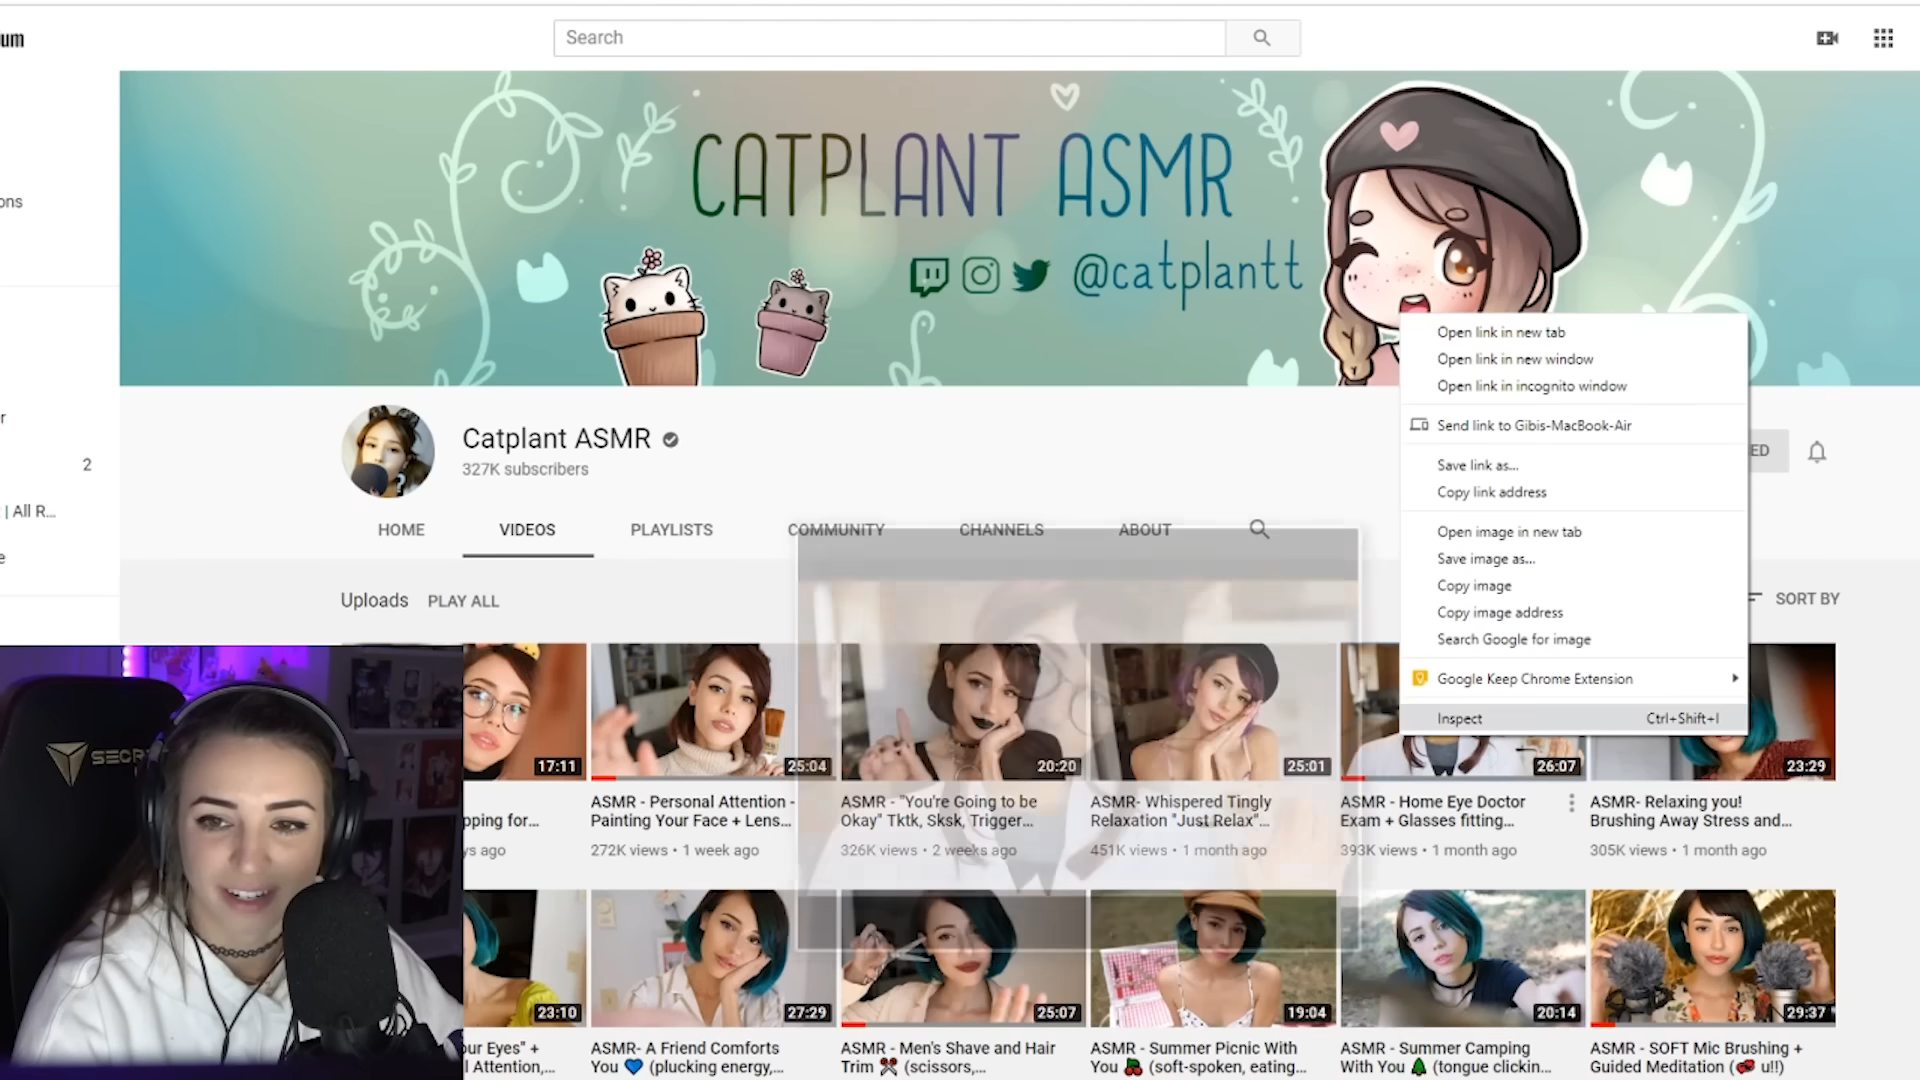 um
Search
CATPLANT ASMR
@catplantt
ons
Open link in new tab
Open link in new window
Open link in incognito window
Send link to Gibis-MacBook-Air
Save link as...
Copy link address
Open image in new tab
Save image as...
Copy image
Copy image address
Search Google for image
Google Keep Chrome Extension
Inspect Ctrl+Shift+I
Catplant ASMR
327K subscribers
ED
r
2
| All R...
e
HOME VIDEOS PLAYLISTS COMMUNITY CHANNELS ABOUT
Uploads PLAY ALL SORT BY
17:11 25:04 20:20 25:01 26:07 23:29
pping for...
ys ago
ASMR - Personal Attention -
Painting Your Face + Lens...
272K views • 1 week ago
ASMR - "You're Going to be
Okay" Tktk, Sksk, Trigger...
326K views • 2 weeks ago
ASMR- Whispered Tingly
Relaxation "Just Relax"...
451K views • 1 month ago
ASMR - Home Eye Doctor
Exam + Glasses fitting...
393K views • 1 month ago
ASMR- Relaxing you!
Brushing Away Stress and...
305K views • 1 month ago
SECR
23:10 27:29 25:07 19:04 20:14 29:37
our Eyes" +
l Attention,...
ASMR- A Friend Comforts
You 💙 (plucking energy,...
ASMR - Men's Shave and Hair
Trim ✂️ (scissors,...
ASMR - Summer Picnic With
You 🍒 (soft-spoken, eating...
ASMR - Summer Camping
With You 🌲 (tongue clickin...
ASMR - SOFT Mic Brushing +
Guided Meditation (💞 u!!)